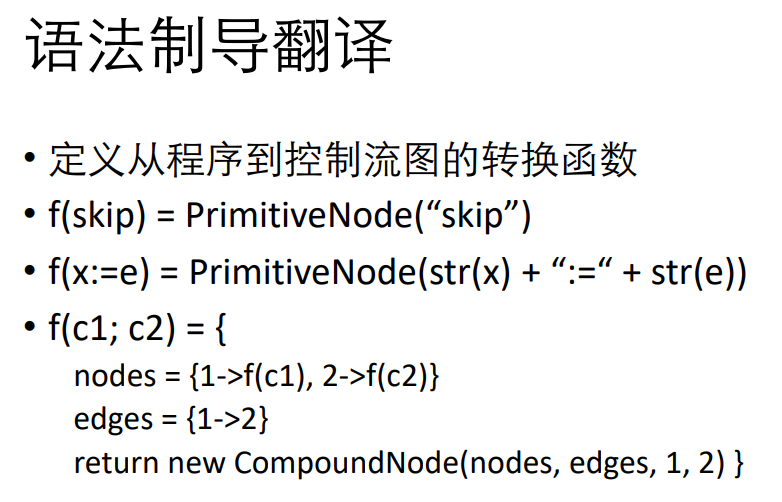 语法制导翻译
• 定义从程序到控制流图的转换函数
• f(skip) = PrimitiveNode(“skip”)
• f(x:=e) = PrimitiveNode(str(x) + “:=“ + str(e))
• f(c1; c2) = {
nodes = {1->f(c1), 2->f(c2)}
edges = {1->2}
return new CompoundNode(nodes, edges, 1, 2) }